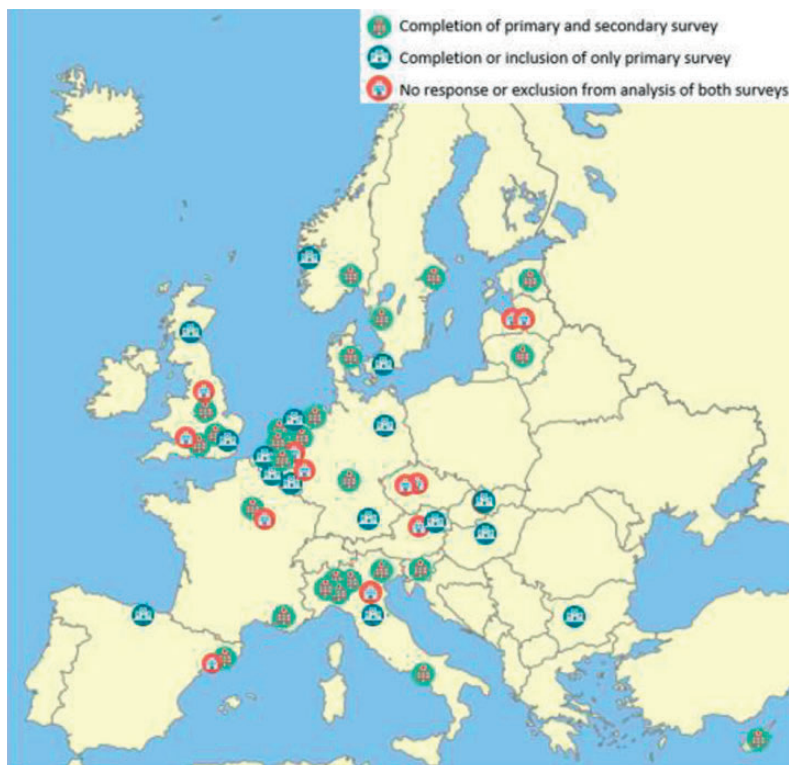 Completion of primary and secondary survey
Completion or inclusion of only primary survey
No response or exclusion from analysis of both surveys